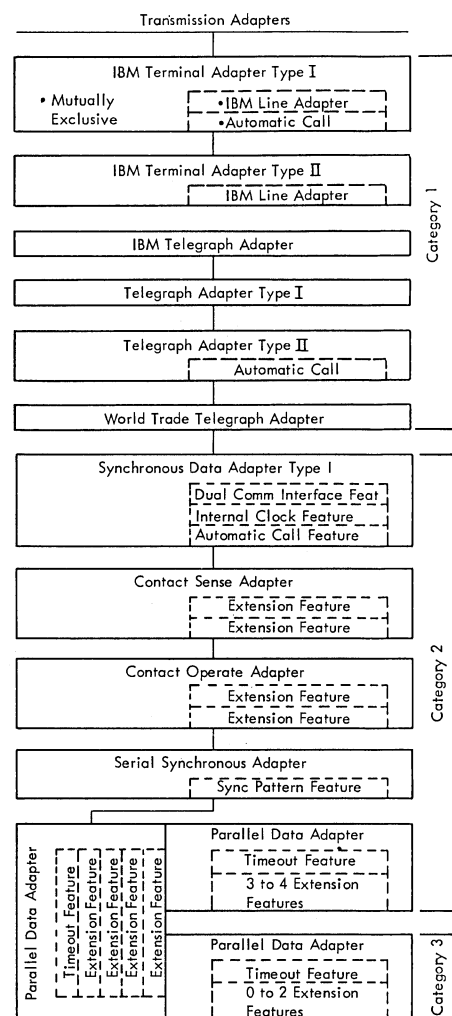 Transmission Adapters
IBM Terminal Adapter Type I
• Mutually
Exclusive
•IBM Line Adapter
•Automatic Call
IBM Terminal Adapter Type II
IBM Line Adapter
IBM Telegraph Adapter
Telegraph Adapter Type I
Telegraph Adapter Type II
Automatic Call
World Trade Telegraph Adapter
Category 1
Synchronous Data Adapter Type I
Dual Comm Interface Feat
Internal Clock Feature
Automatic Call Feature
Contact Sense Adapter
Extension Feature
Extension Feature
Contact Operate Adapter
Extension Feature
Extension Feature
Serial Synchronous Adapter
Sync Pattern Feature
Category 2
Parallel Data Adapter
Timeout Feature
Extension Feature
Extension Feature
Extension Feature
Extension Feature
Parallel Data Adapter
Timeout Feature
3 to 4 Extension
Features
Parallel Data Adapter
Timeout Feature
0 to 2 Extension
Features
Category 3